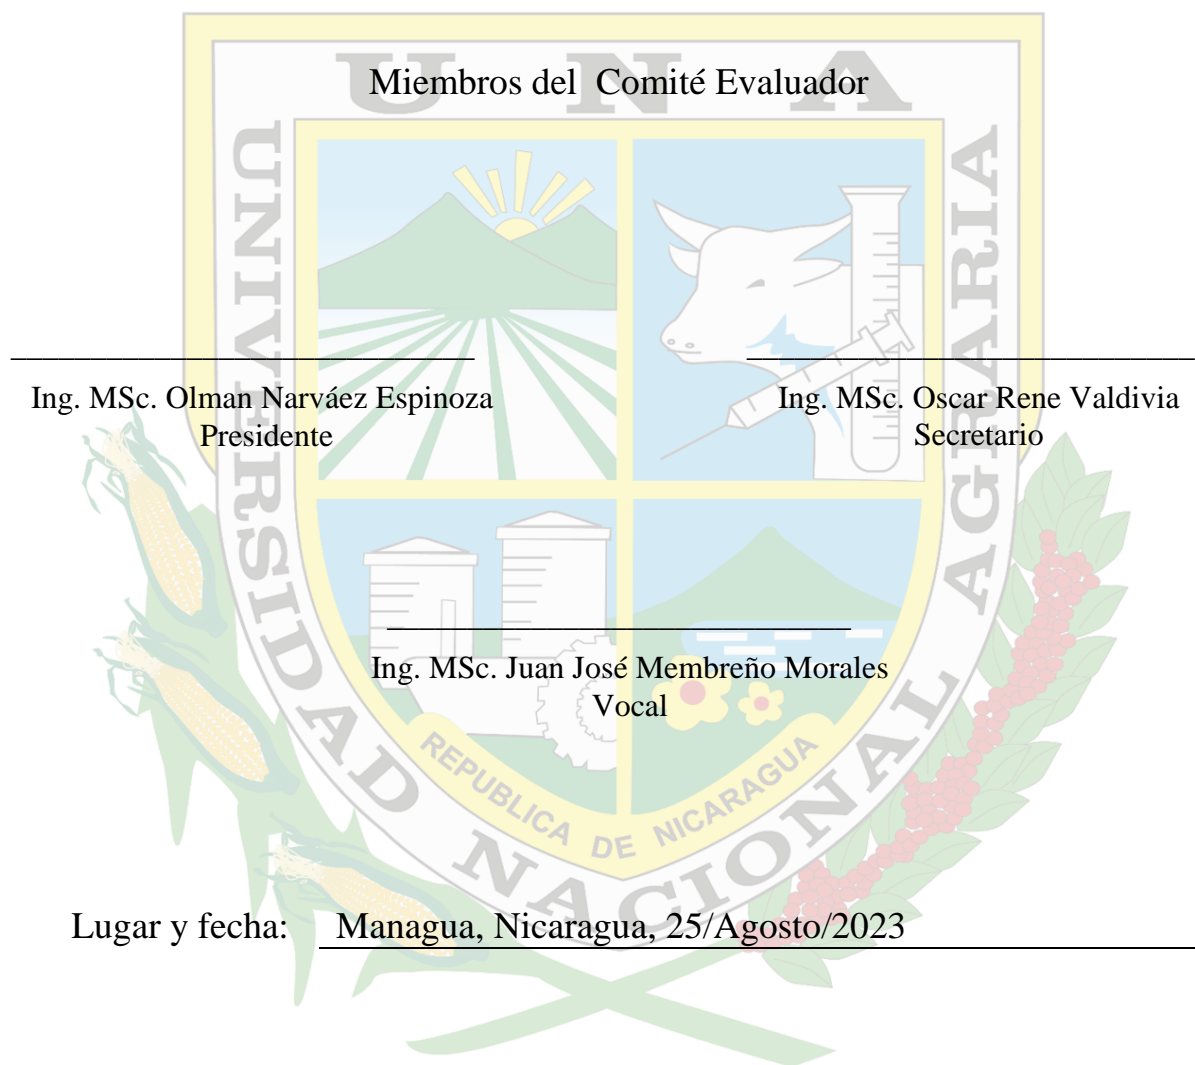 U N A
Miembros del Comité Evaluador
UNIVERSIDAD NACIONAL AGRARIA
Ing. MSc. Olman Narváez Espinoza
Presidente
Ing. MSc. Oscar Rene Valdivia
Secretario
Ing. MSc. Juan José Membreño Morales
Vocal
REPUBLICA DE NICARAGUA
Lugar y fecha: Managua, Nicaragua, 25/Agosto/2023